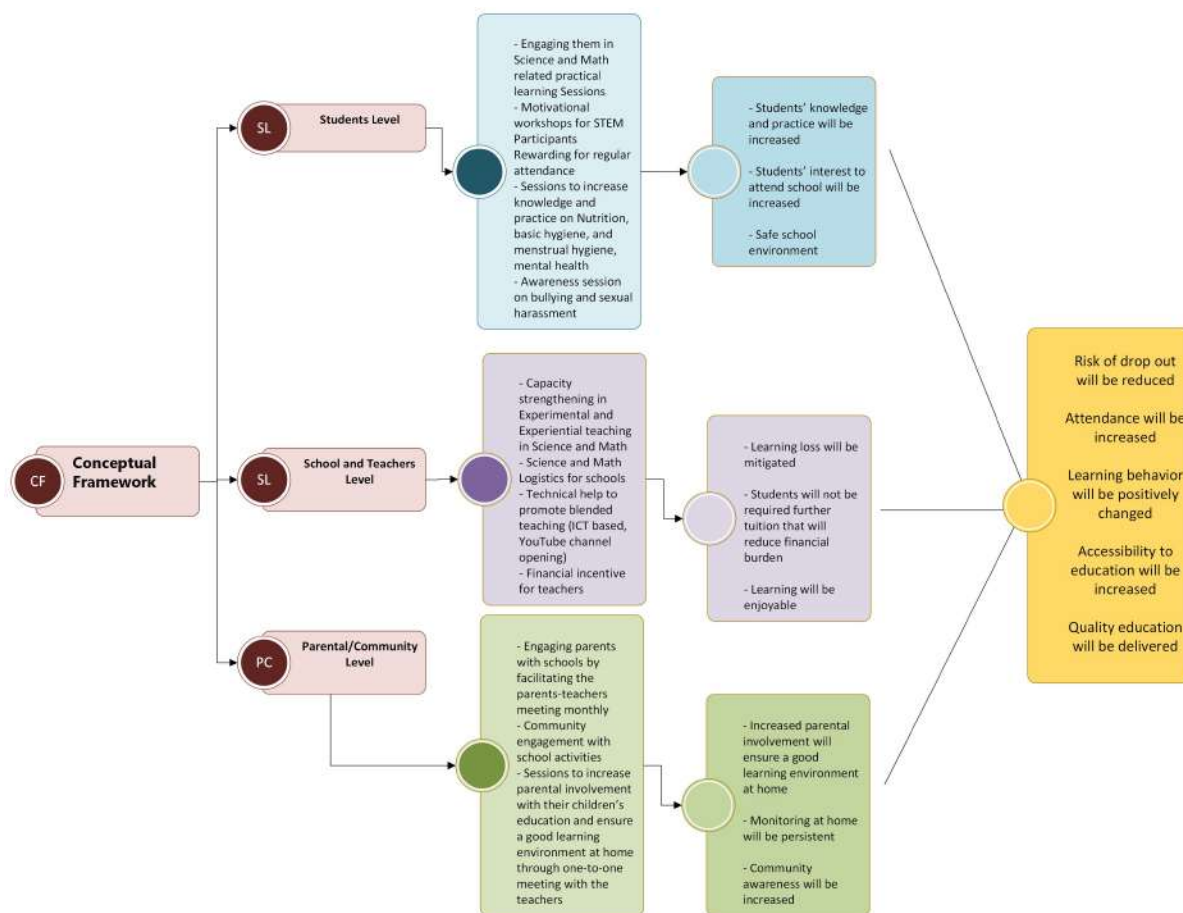 CF
Conceptual
Framework
SL
Students Level
- Engaging them in
Science and Math
related practical
learning Sessions
- Motivational
workshops for STEM
Participants
Rewarding for regular
attendance
- Sessions to increase
knowledge and
practice on Nutrition,
basic hygiene, and
menstrual hygiene,
mental health
- Awareness session
on bullying and sexual
harassment
- Students' knowledge
and practice will be
increased
- Students' interest to
attend school will be
increased
- Safe school
environment
SL
School and Teachers
Level
- Capacity
strengthening in
Experimental and
Experiential teaching
in Science and Math
- Science and Math
Logistics for schools
- Technical help to
promote blended
teaching (ICT based,
YouTube channel
opening)
- Financial incentive
for teachers
- Learning loss will be
mitigated
- Students will not be
required further
tuition that will
reduce financial
burden
- Learning will be
enjoyable
PC
Parental/Community
Level
- Engaging parents
with schools by
facilitating the
parents-teachers
meeting monthly
- Community
engagement with
school activities
- Sessions to increase
parental involvement
with their children's
education and ensure
a good learning
environment at home
through one-to-one
meeting with the
teachers
- Increased parental
involvement will
ensure a good
learning environment
at home
- Monitoring at home
will be persistent
- Community
awareness will be
increased
Risk of drop out
will be reduced
Attendance will be
increased
Learning behavior
will be positively
changed
Accessibility to
education will be
increased
Quality education
will be delivered